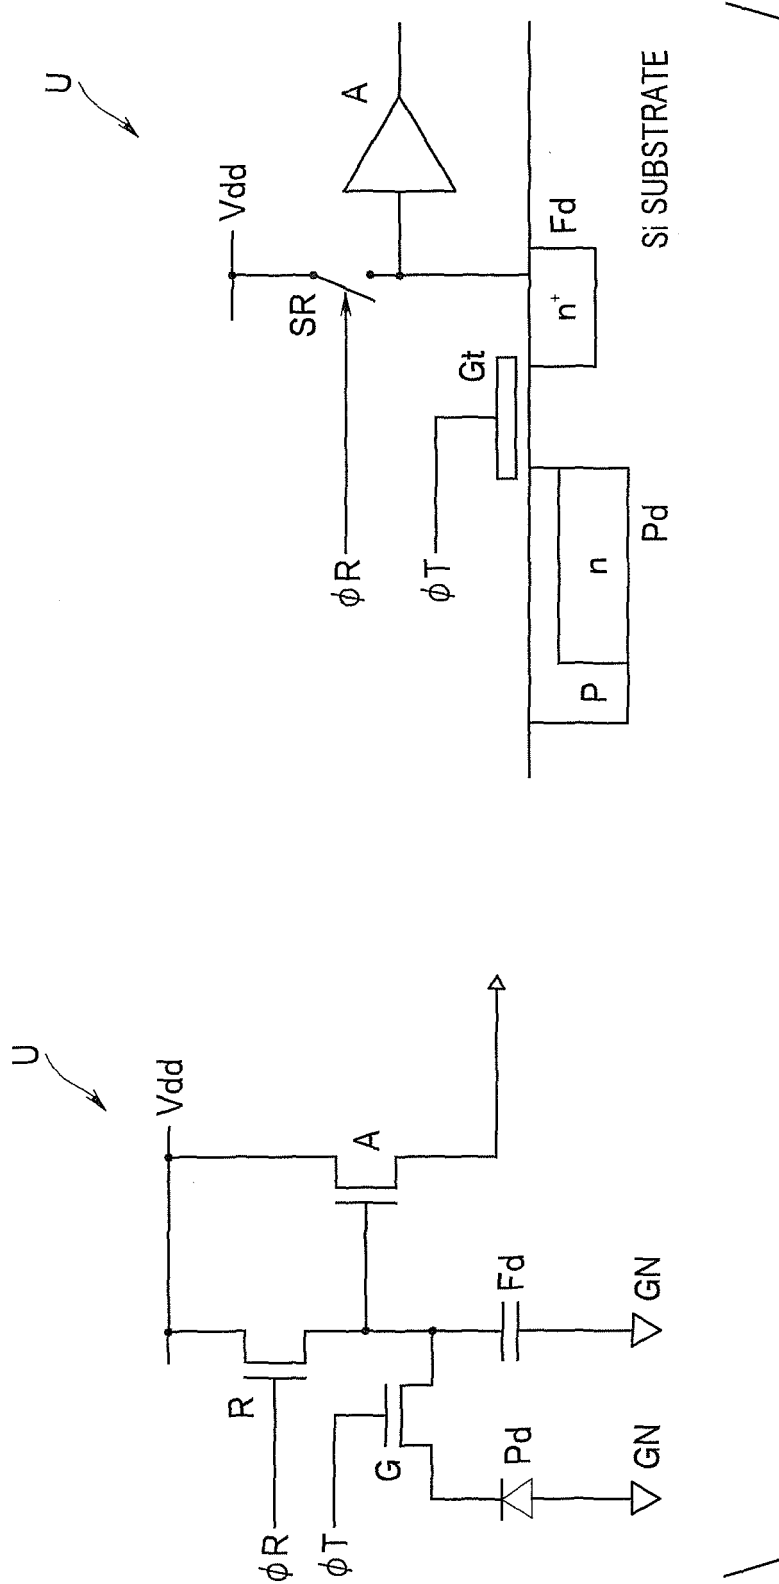 U
Vdd
φR
R
A
φT
G
Fd
Pd
GN
GN
U
Vdd
SR
A
φR
φT
Gt
Fd
n+
P
n
Pd
Si SUBSTRATE